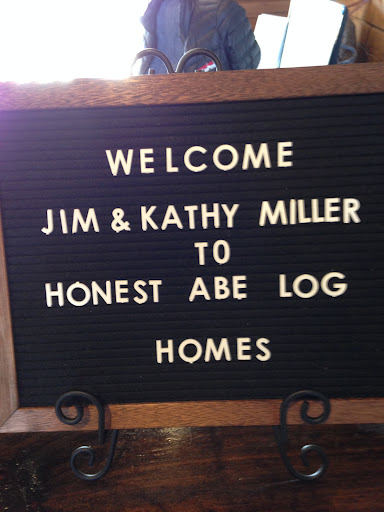 WELCOME
JIM & KATHY MILLER
TO
HONEST ABE LOG
HOMES